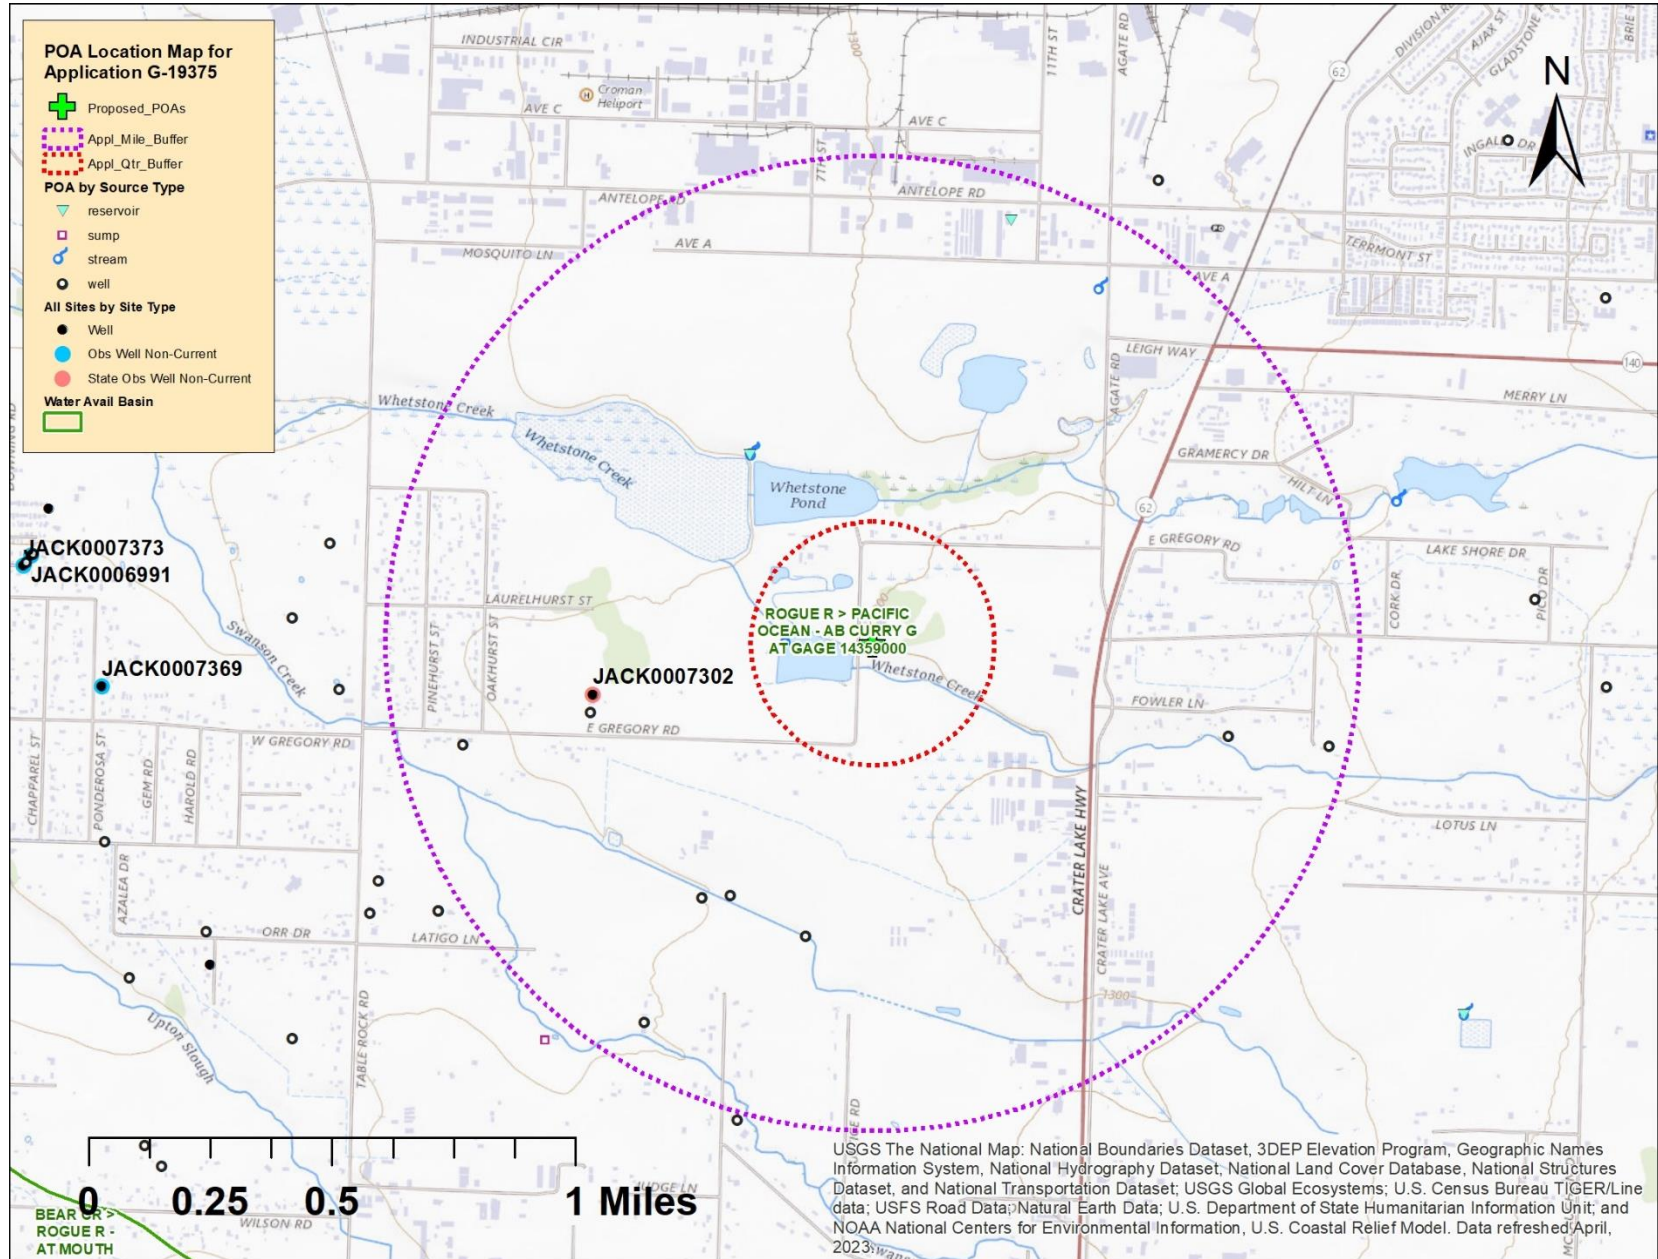 POA Location Map for
Application G-19375
Proposed_POAs
Appl_Mile_Buffer
Appl_Qtr_Buffer
POA by Source Type
reservoir
sump
stream
well
All Sites by Site Type
Well
Obs Well Non-Current
State Obs Well Non-Current
Water Avail Basin
N
INDUSTRIAL CIR
Croman
Heliport
AVE C
AVE C
1300
7TH ST
11TH ST
AGATE RD
62
DIVISION RD
AJAX ST
GLADSTONE
INGALLS DR
ANTELOPE RD
ANTELOPE RD
AVE A
MOSQUITO LN
AVE A
TERRMONT ST
LEIGH WAY
140
AGATE RD
MERRY LN
Whetstone Creek
Whetstone Creek
Whetstone
Pond
GRAMERCY DR
HILT LN
62
E GREGORY RD
LAKE SHORE DR
CORK DR
PICO DR
JACK0007373
JACK0006991
LAURELHURST ST
PINEHURST ST
OAKHURST ST
Swanson Creek
ROGUE R > PACIFIC
OCEAN - AB CURRY G
AT GAGE 14359000
Whetstone Creek
JACK0007369
JACK0007302
FOWLER LN
E GREGORY RD
W GREGORY RD
CHAPPAREL ST
PONDEROSA ST
GEM RD
HAROLD RD
LOTUS LN
CRATER LAKE HWY
CRATER LAKE AVE
AZALEA DR
ORR DR
LATIGO LN
1300
Upton Slough
TABLE ROCK RD
JUDGE LN
WILSON RD
0 0.25 0.5 1 Miles
BEAR CR >
ROGUE R -
AT MOUTH
USGS The National Map: National Boundaries Dataset, 3DEP Elevation Program, Geographic Names
Information System, National Hydrography Dataset, National Land Cover Database, National Structures
Dataset, and National Transportation Dataset; USGS Global Ecosystems; U.S. Census Bureau TIGER/Line
data; USFS Road Data; Natural Earth Data; U.S. Department of State Humanitarian Information Unit; and
NOAA National Centers for Environmental Information, U.S. Coastal Relief Model. Data refreshed April,
2023.